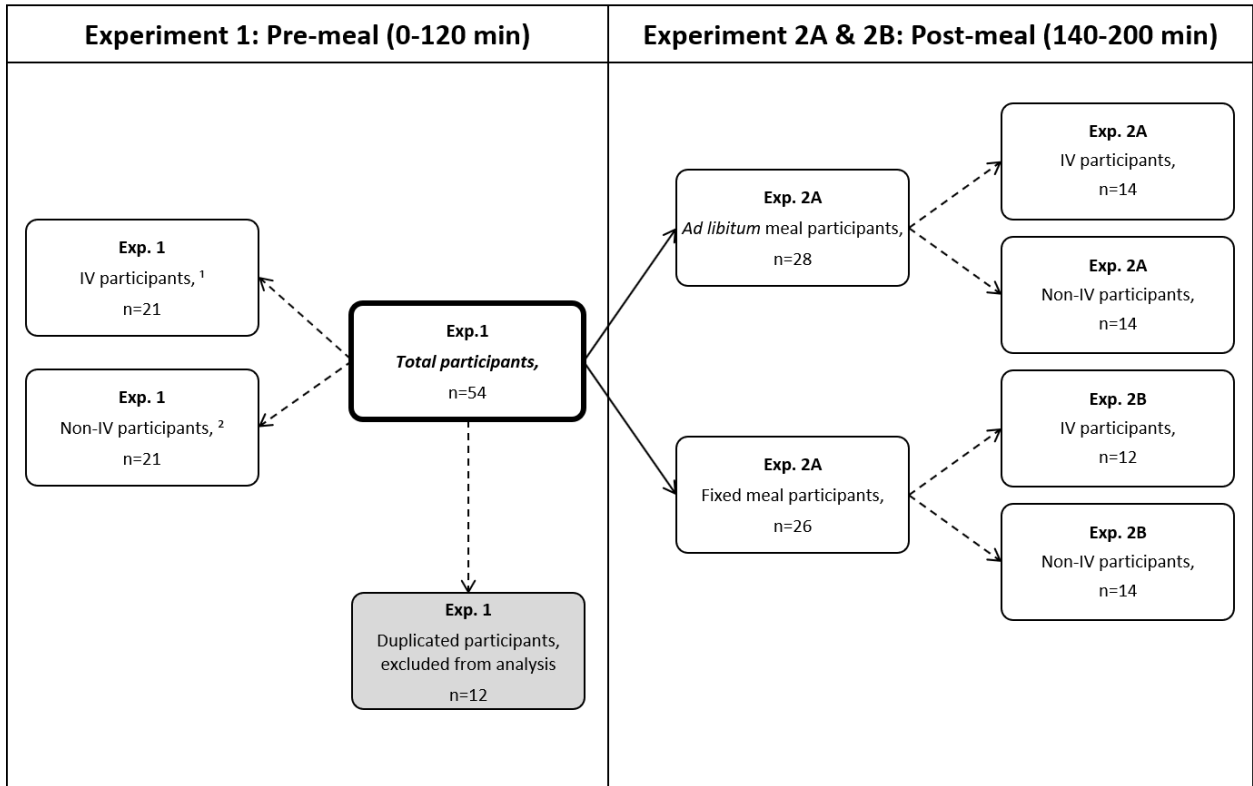 Experiment 1: Pre-meal (0-120 min)
Experiment 2A & 2B: Post-meal (140-200 min)
Exp. 1
IV participants, ¹
n=21
Exp. 1
Non-IV participants, ²
n=21
Exp.1
Total participants,
n=54
Exp. 1
Duplicated participants,
excluded from analysis
n=12
Exp. 2A
Ad libitum meal participants,
n=28
Exp. 2A
Fixed meal participants,
n=26
Exp. 2A
IV participants,
n=14
Exp. 2A
Non-IV participants,
n=14
Exp. 2B
IV participants,
n=12
Exp. 2B
Non-IV participants,
n=14